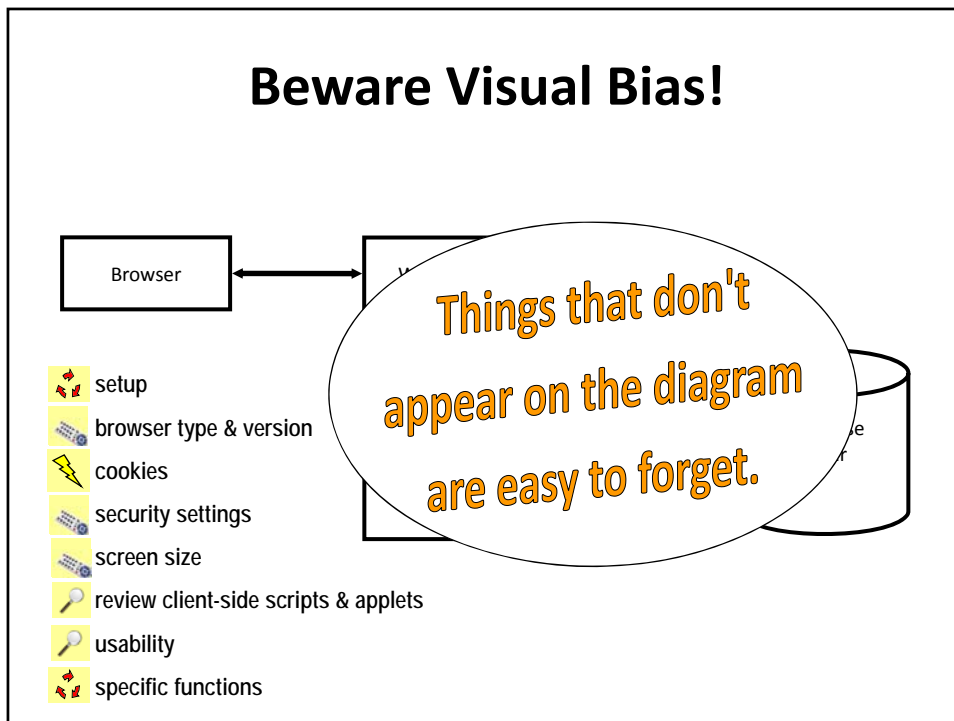 Beware Visual Bias!
Browser
Things that don't
appear on the diagram
are easy to forget.
setup
browser type & version
cookies
security settings
screen size
review client-side scripts & applets
usability
specific functions